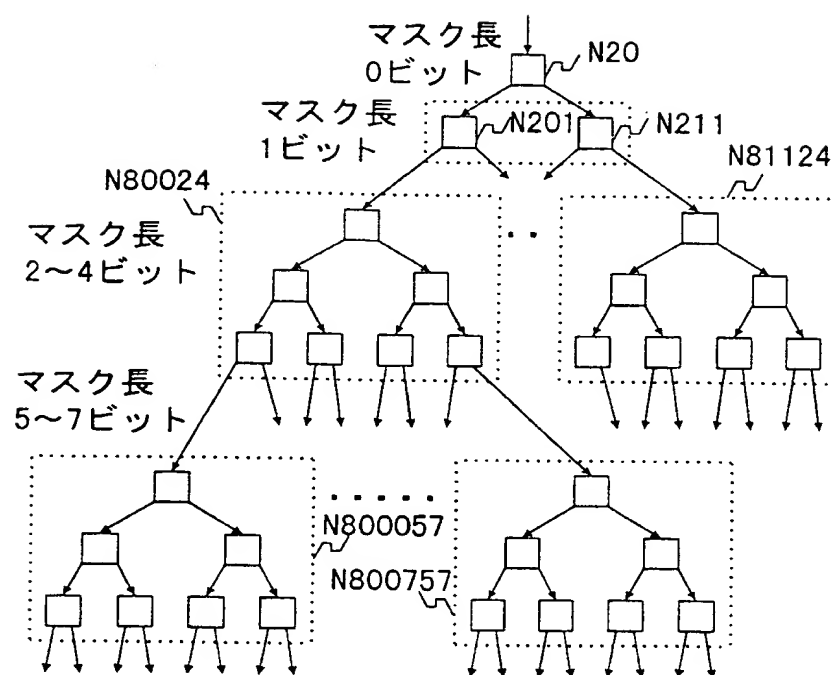 マスク長
0ビット
N20
マスク長
1ビット
N201
N211
N80024
N81124
マスク長
2～4ビット
マスク長
5～7ビット
N800057
N800757